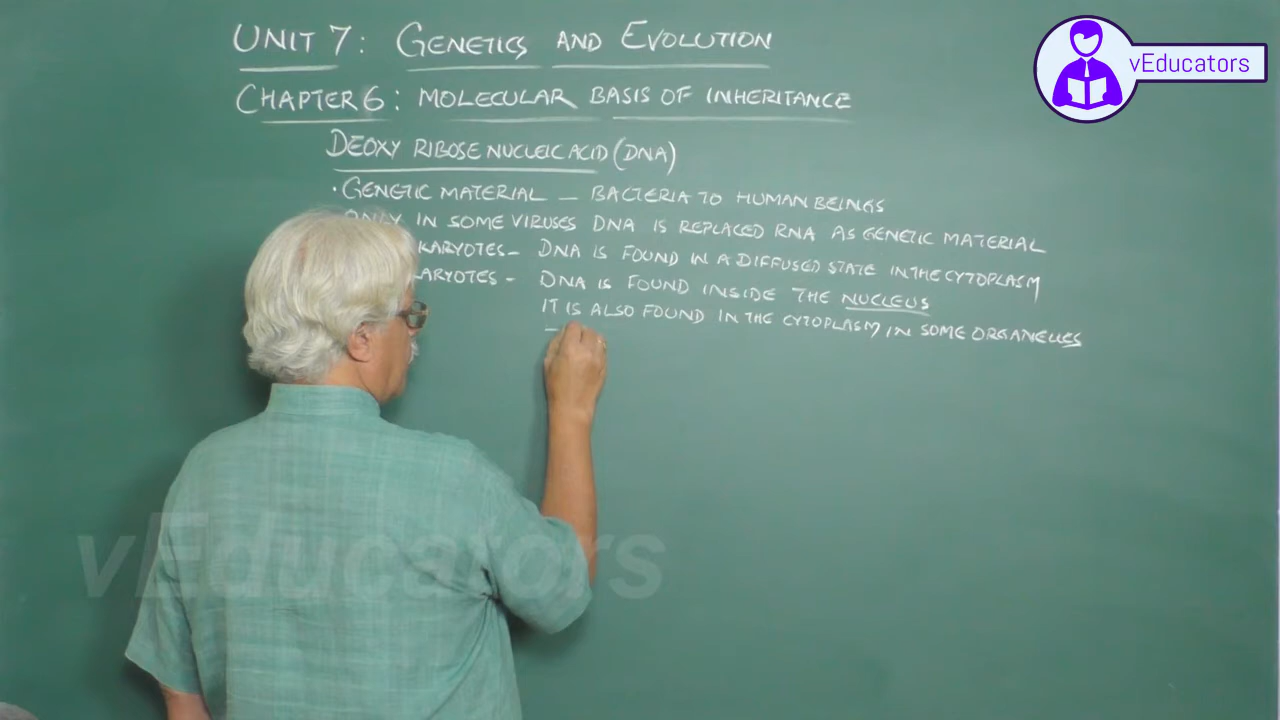 UNIT 7: GENETICS AND EVOLUTION
vEducators
CHAPTER 6: MOLECULAR BASIS OF INHERITANCE
DEOXY RIBOSE NUCLEIC ACID (DNA)
• GENETIC MATERIAL — BACTERIA TO HUMAN BEINGS
ONLY IN SOME VIRUSES DNA IS REPLACED RNA AS GENETIC MATERIAL
DNA IS FOUND IN A DIFFUSED STATE IN THE CYTOPLASM
DNA IS FOUND INSIDE THE NUCLEUS
IT IS ALSO FOUND IN THE CYTOPLASM IN SOME ORGANELLES
vEducators